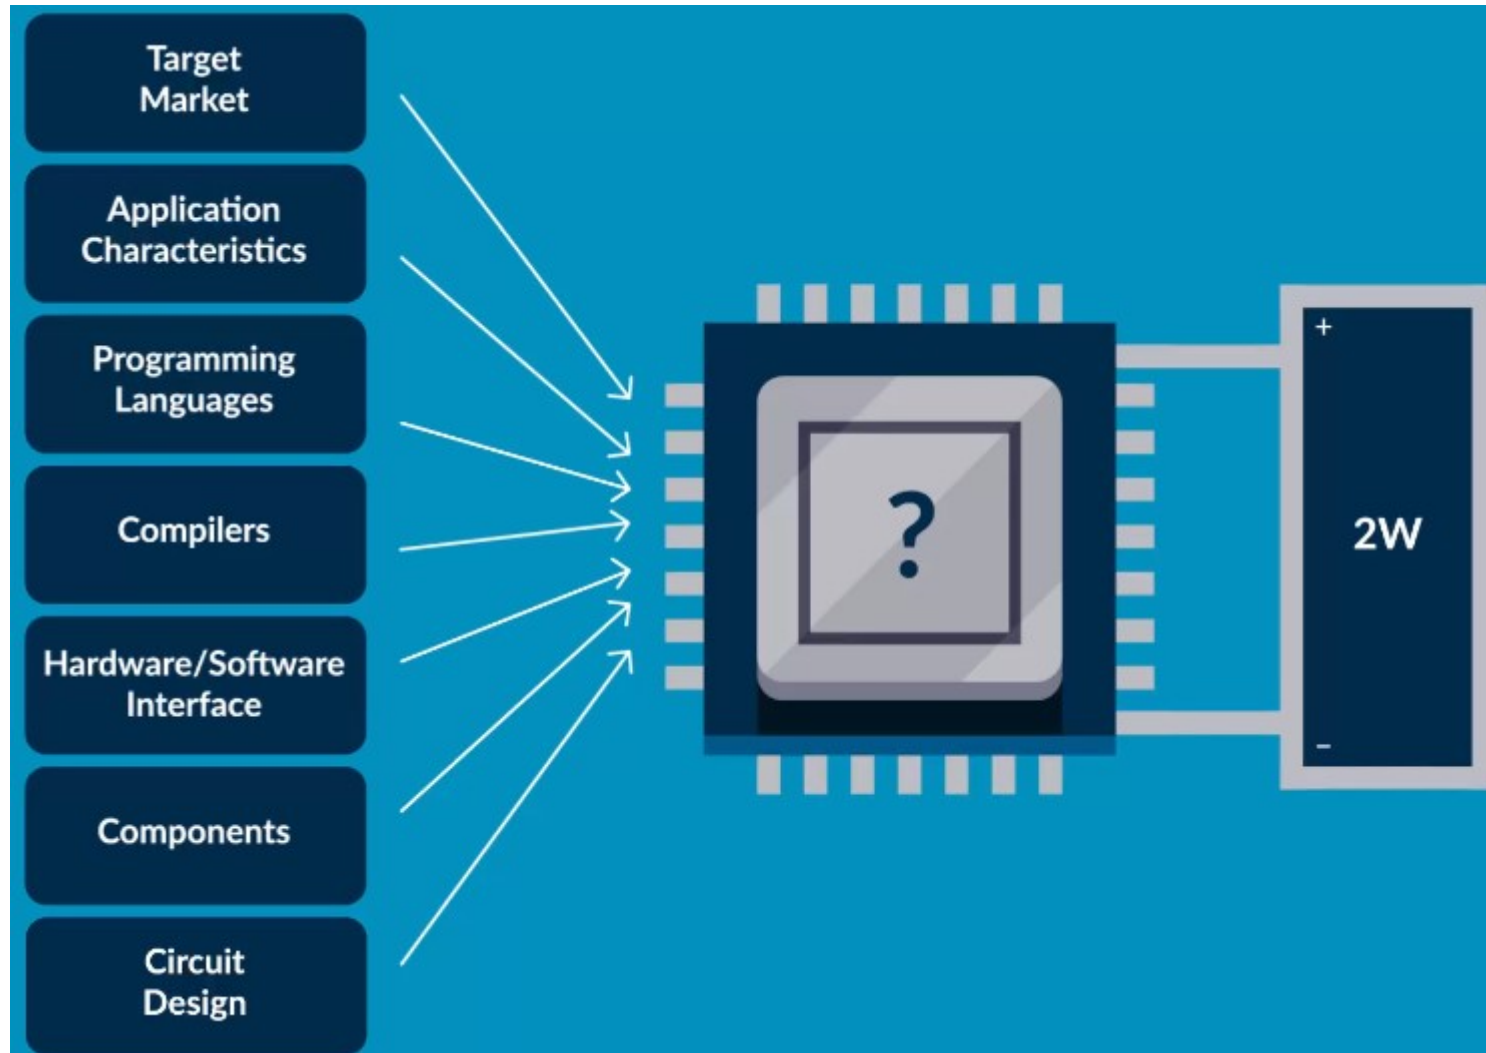 Target
Market
Application
Characteristics
Programming
Languages
Compilers
Hardware/Software
Interface
Components
Circuit
Design
?
+
2W
–